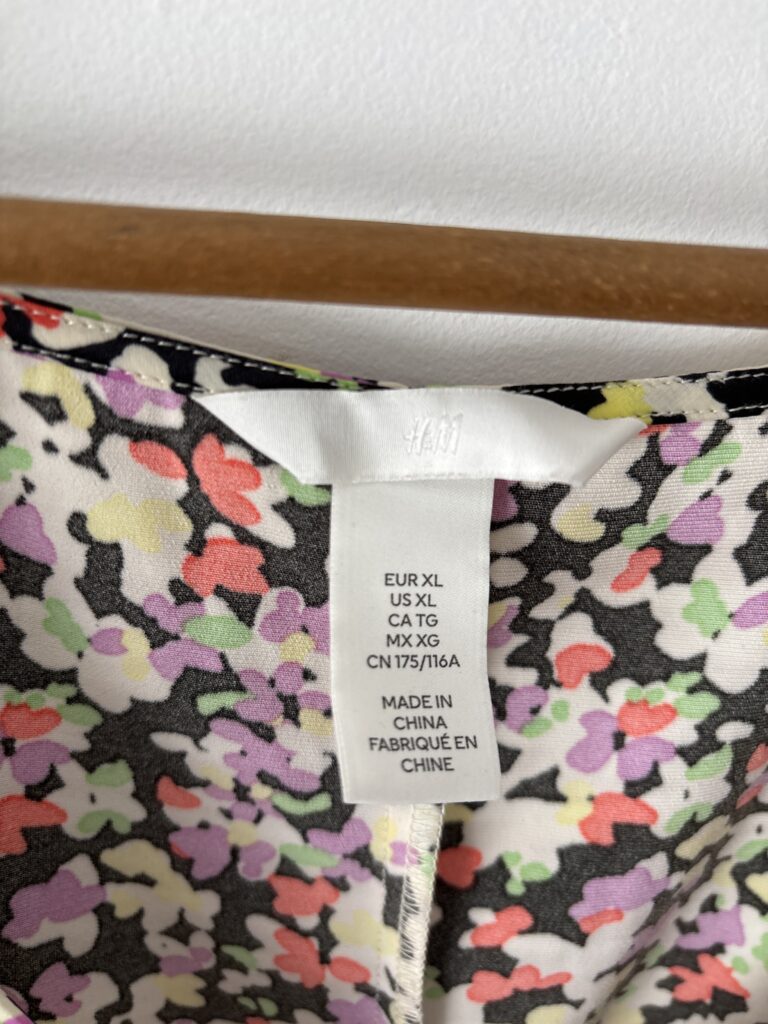 H&M
EUR XL
US XL
CA TG
MX XG
CN 175/116A
MADE IN
CHINA
FABRIQUÉ EN
CHINE